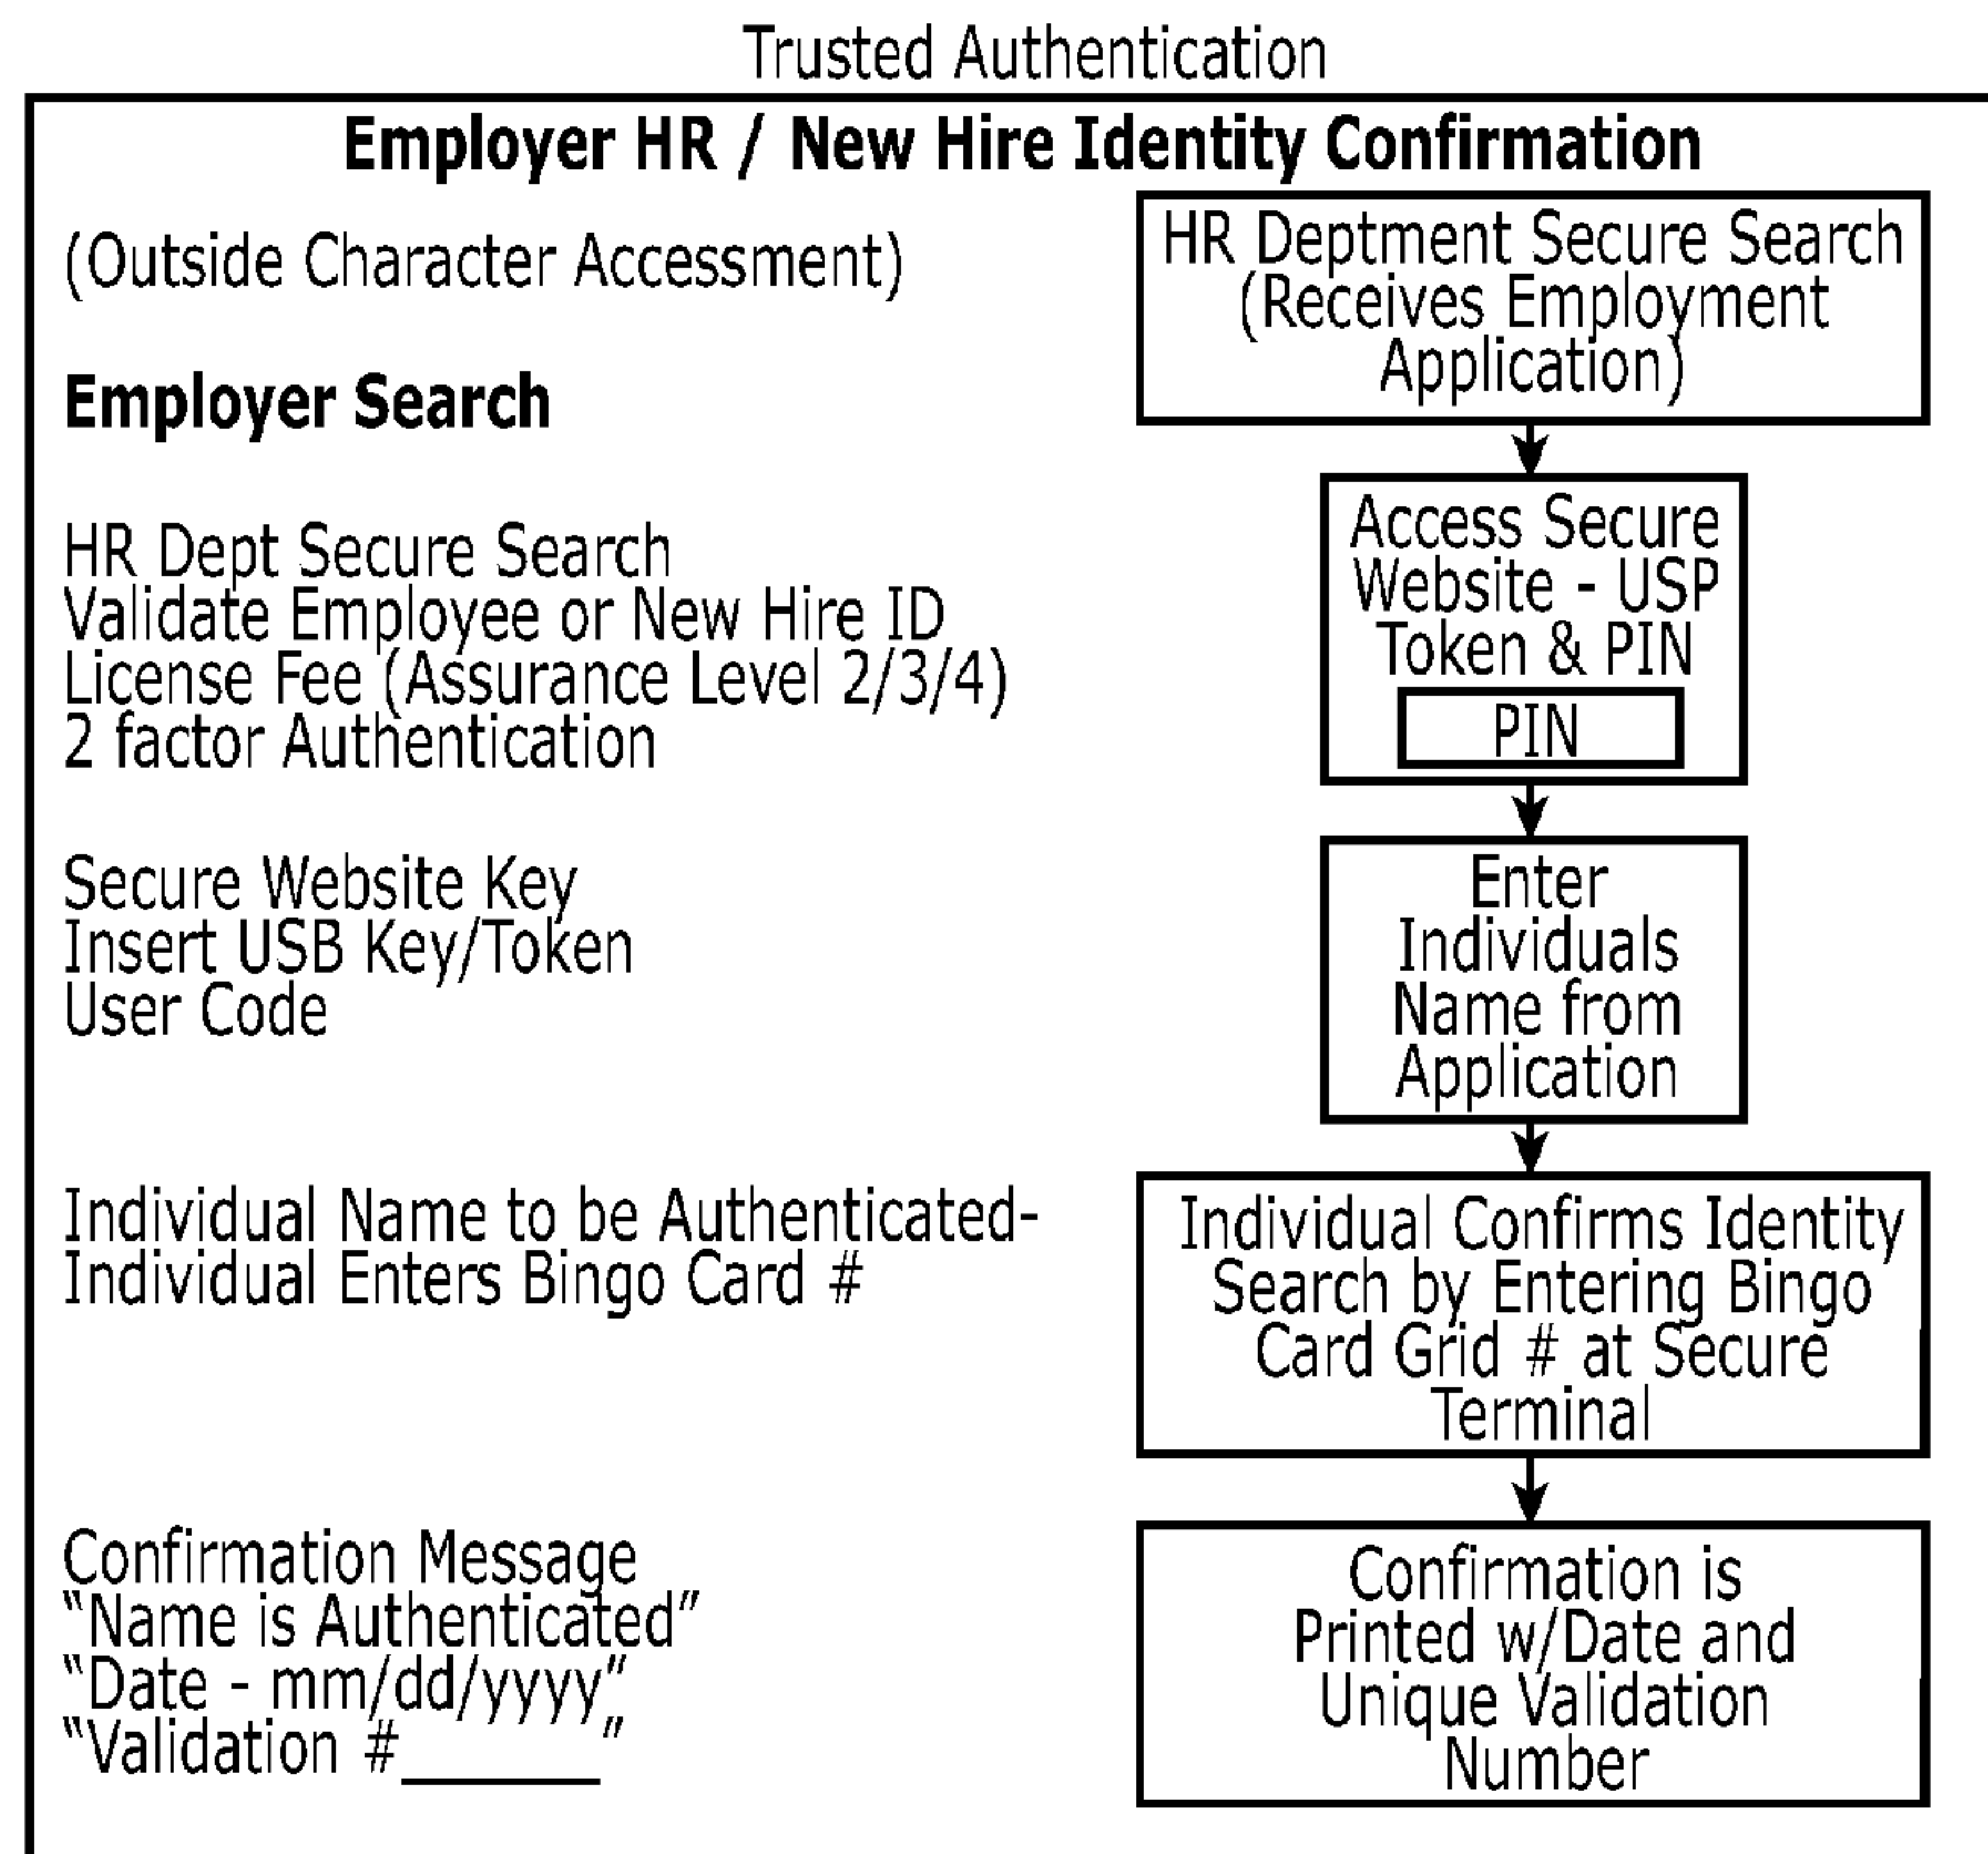 Trusted Authentication
Employer HR / New Hire Identity Confirmation
(Outside Character Accessment)
Employer Search
HR Dept Secure Search
Validate Employee or New Hire ID
License Fee (Assurance Level 2/3/4)
2 factor Authentication
Secure Website Key
Insert USB Key/Token
User Code
Individual Name to be Authenticated-
Individual Enters Bingo Card #
Confirmation Message
“Name is Authenticated”
“Date - mm/dd/yyyy”
“Validation #_______”
HR Deptment Secure Search
(Receives Employment
Application)
Access Secure
Website - USP
Token & PIN
PIN
Enter
Individuals
Name from
Application
Individual Confirms Identity
Search by Entering Bingo
Card Grid # at Secure
Terminal
Confirmation is
Printed w/Date and
Unique Validation
Number